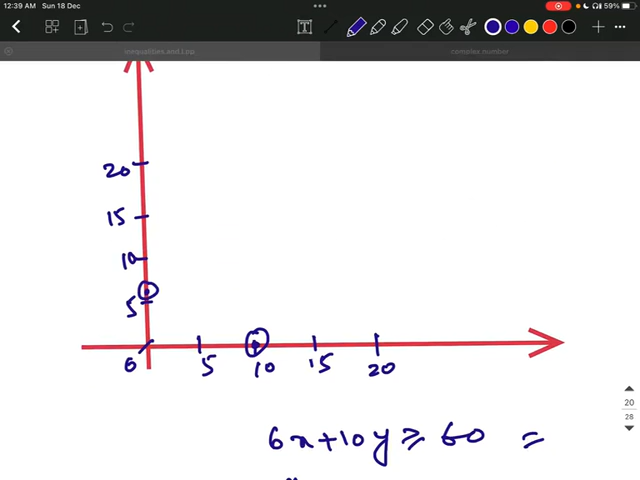 12:39 AM Sun 18 Dec
59%
inequalities and l.pp
complex number
20
15
10
5
0 5 10 15 20
20
28
6x+10y ≥ 60 =